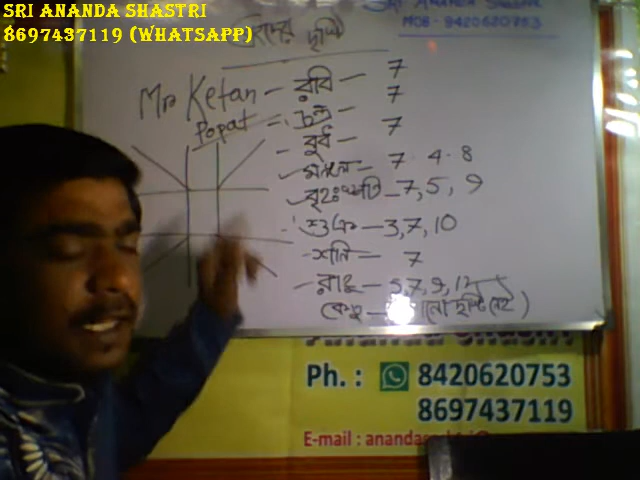 SRI ANANDA SHASTRI
8697437119 (WHATSAPP)
SRI ANANDA
MOB- 8420620753
গ্রহদের দৃষ্টি
Mr Ketan Popat
রবি — 7
চন্দ্র — 7
বুধ — 7
মঙ্গল — 7. 4. 8
বৃহঃস্পতি — 7, 5, 9
শুক্র — 3, 7, 10
শনি — 7
রাহু — 5, 7, 9, 12
কেতু — নো দৃষ্টি নেই )
Ph. : 8420620753
8697437119
E-mail :